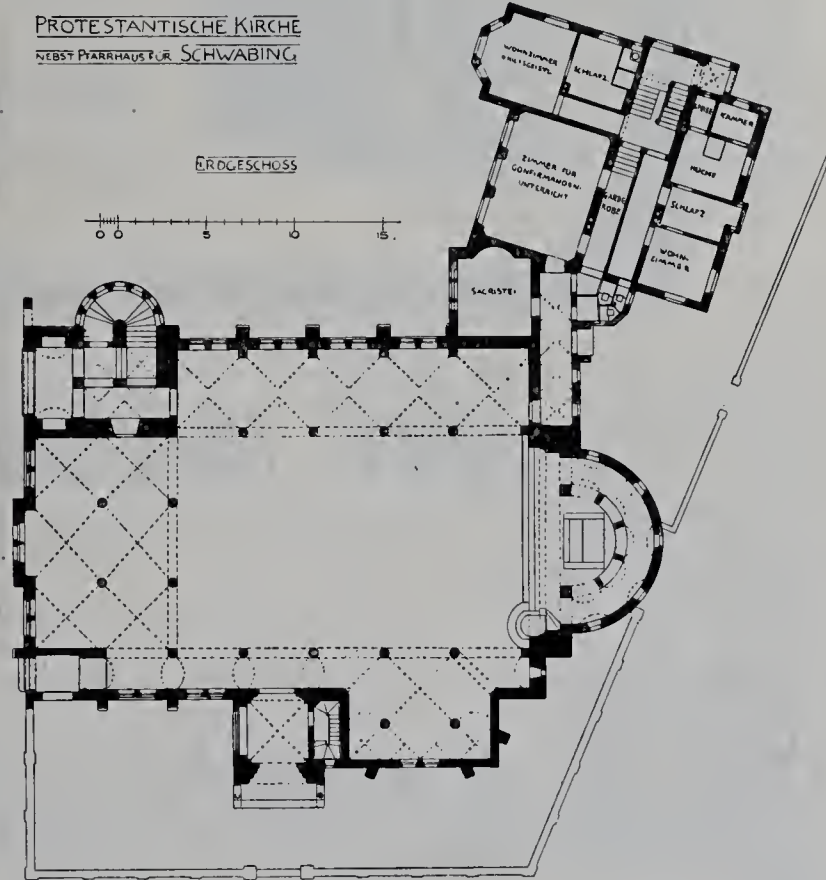 PROTESTANTISCHE KIRCHE
NEBST PFARRHAUS FÜR SCHWABING
ERDGESCHOSS
0 0 5 10 15.
WOHNZIMMER
SCHLAFZ.
SPEIS
KAMMER
KÜCHE
ZIMMER FÜR
CONFIRMANDEN-
UNTERRICHT
GARDE
ROBE
SCHLAFZ
WOHN-
ZIMMER
SACRISTEI